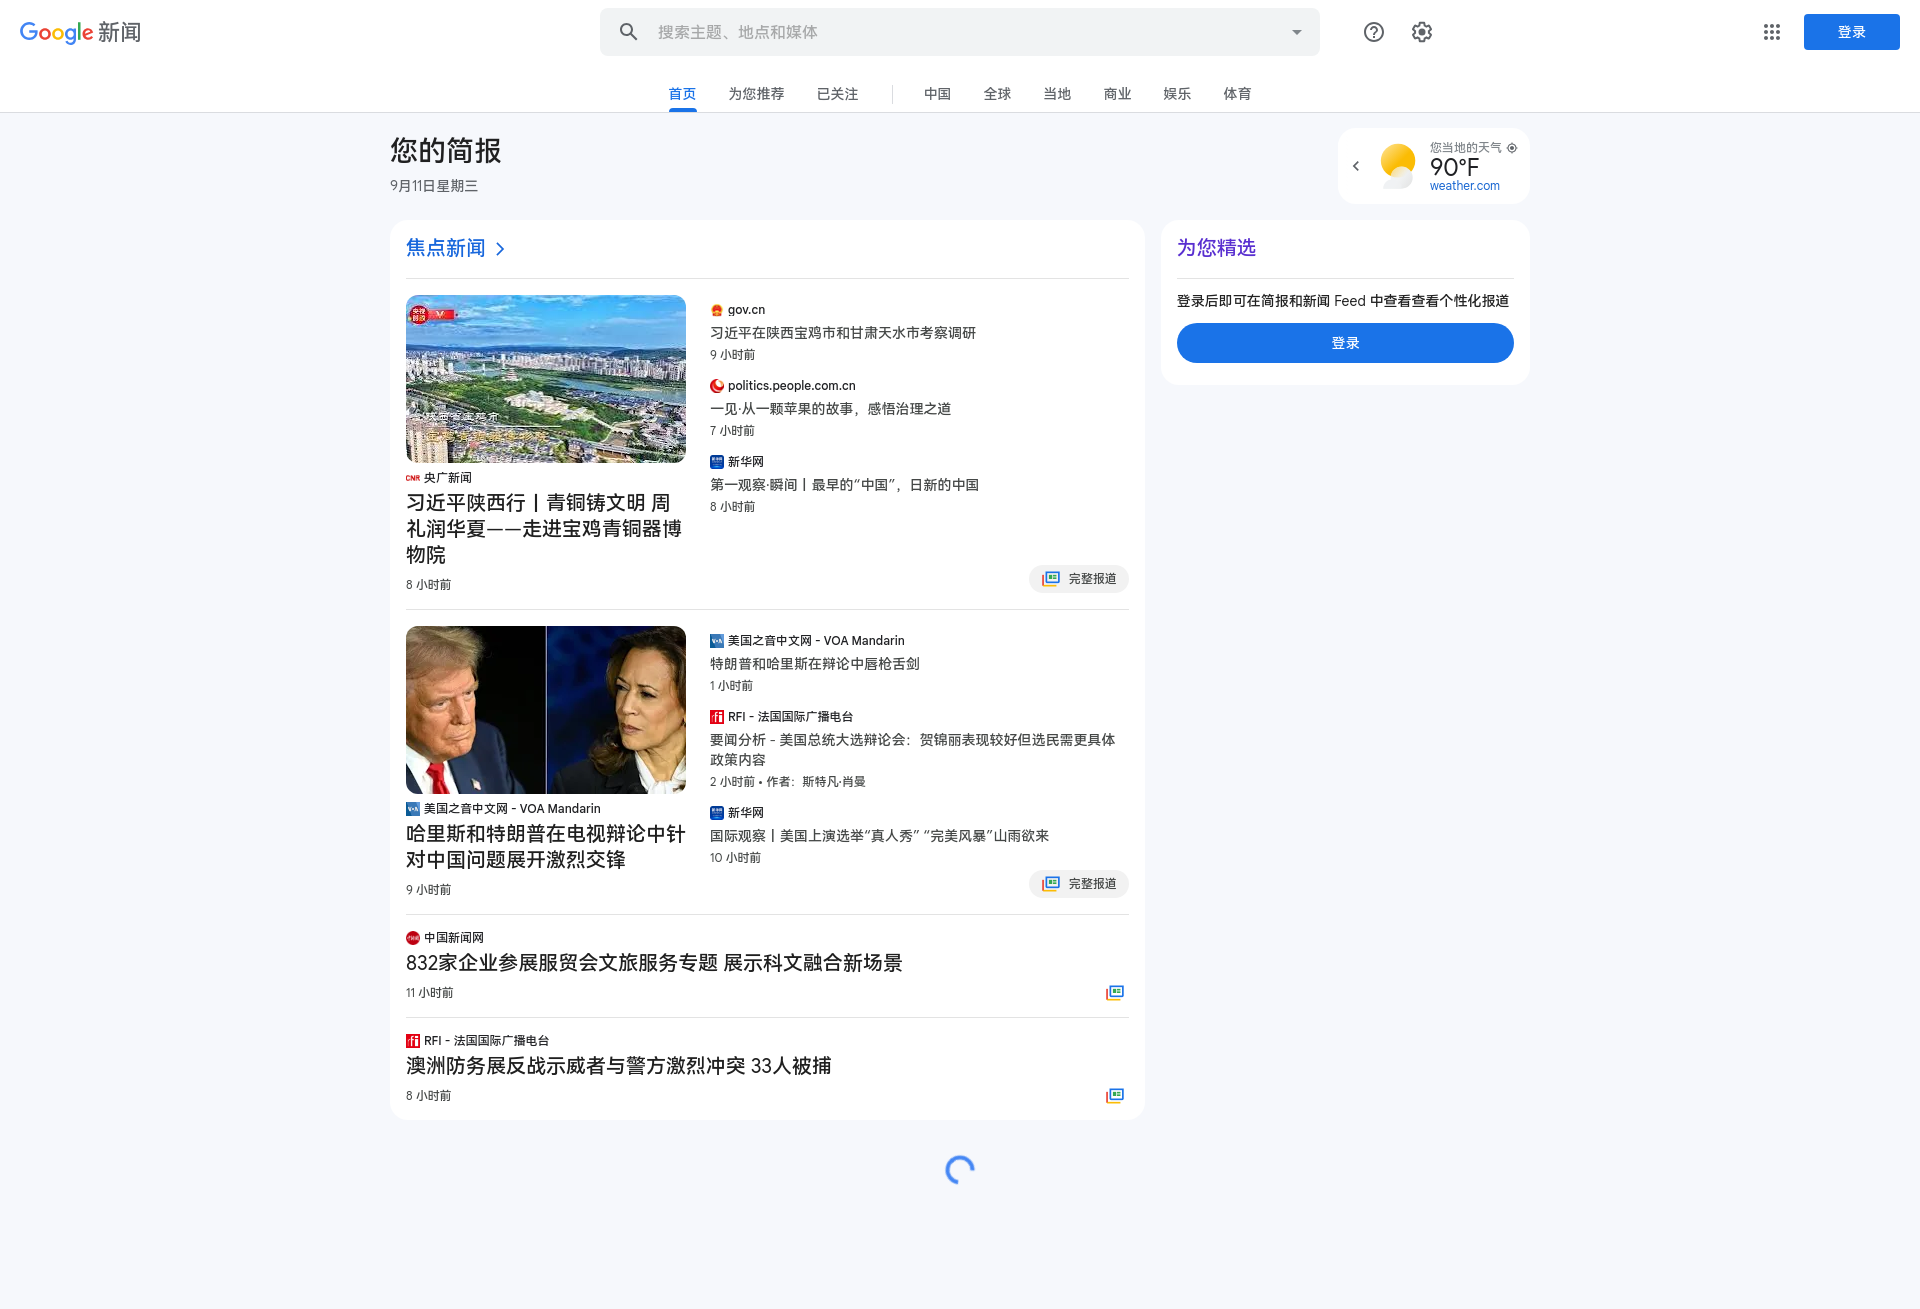 Google 新闻
搜索主题、地点和媒体
登录
首页
为您推荐
已关注
中国
全球
当地
商业
娱乐
体育
您的简报
9月11日星期三
您当地的天气
90°F
weather.com
焦点新闻
央视
时政
CNR 央广新闻
习近平陕西行丨青铜铸文明 周
礼润华夏——走进宝鸡青铜器博
物院
8 小时前
gov.cn
习近平在陕西宝鸡市和甘肃天水市考察调研
9 小时前
politics.people.com.cn
一见·从一颗苹果的故事，感悟治理之道
7 小时前
新华网
第一观察·瞬间丨最早的“中国”，日新的中国
8 小时前
完整报道
VOA 美国之音中文网 - VOA Mandarin
哈里斯和特朗普在电视辩论中针
对中国问题展开激烈交锋
9 小时前
VOA 美国之音中文网 - VOA Mandarin
特朗普和哈里斯在辩论中唇枪舌剑
1 小时前
rfi RFI - 法国国际广播电台
要闻分析 - 美国总统大选辩论会：贺锦丽表现较好但选民需更具体
政策内容
2 小时前 • 作者：斯特凡·肖曼
新华网
国际观察丨美国上演选举“真人秀” “完美风暴”山雨欲来
10 小时前
完整报道
中国新闻网
832家企业参展服贸会文旅服务专题 展示科文融合新场景
11 小时前
rfi RFI - 法国国际广播电台
澳洲防务展反战示威者与警方激烈冲突 33人被捕
8 小时前
为您精选
登录后即可在简报和新闻 Feed 中查看查看个性化报道
登录